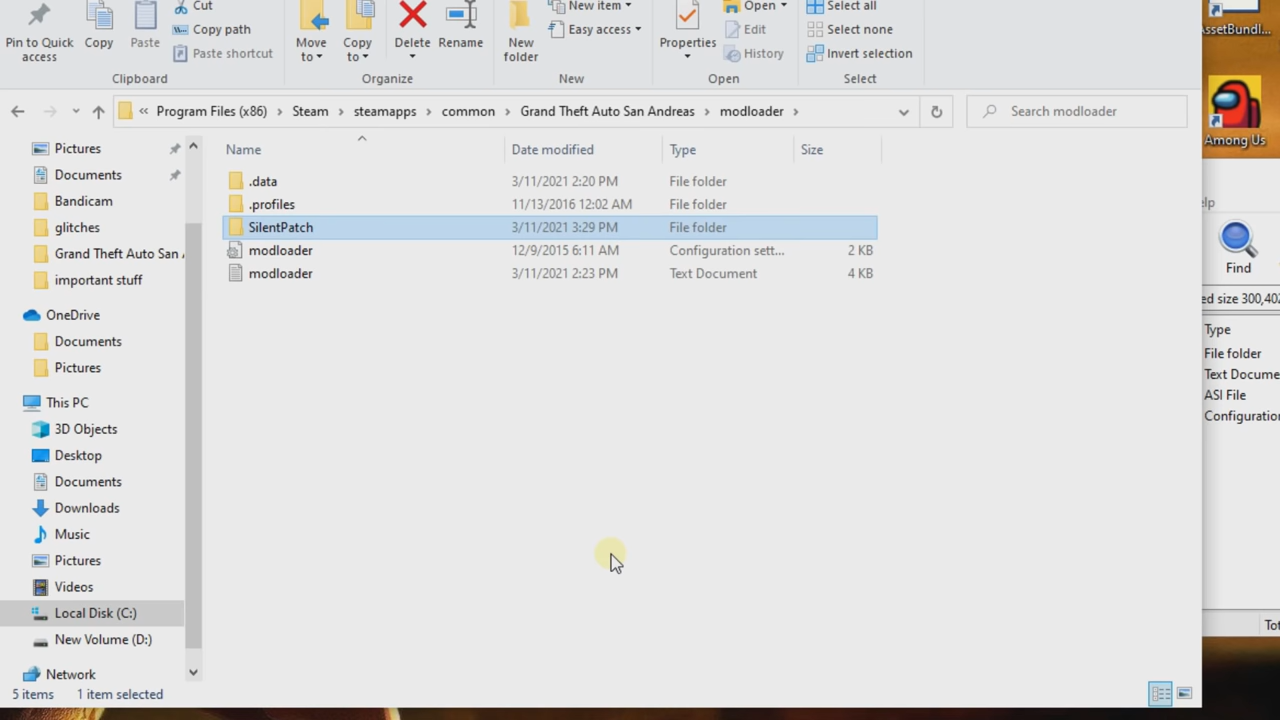 Pin to Quick access
Copy
Paste
Cut
Copy path
Paste shortcut
Clipboard
Move to
Copy to
Delete
Rename
Organize
New folder
New item
Easy access
New
Properties
Open
Edit
History
Open
Select all
Select none
Invert selection
Select
« Program Files (x86) > Steam > steamapps > common > Grand Theft Auto San Andreas > modloader >
Search modloader
Pictures
Documents
Bandicam
glitches
Grand Theft Auto San
important stuff
OneDrive
Documents
Pictures
This PC
3D Objects
Desktop
Documents
Downloads
Music
Pictures
Videos
Local Disk (C:)
New Volume (D:)
Network
Name Date modified Type Size
.data 3/11/2021 2:20 PM File folder
.profiles 11/13/2016 12:02 AM File folder
SilentPatch 3/11/2021 3:29 PM File folder
modloader 12/9/2015 6:11 AM Configuration sett... 2 KB
modloader 3/11/2021 2:23 PM Text Document 4 KB
5 items 1 item selected
AssetBundl...
Among Us
elp
Find
ed size 300,402
Type
File folder
Text Docume
ASI File
Configuration
Tot